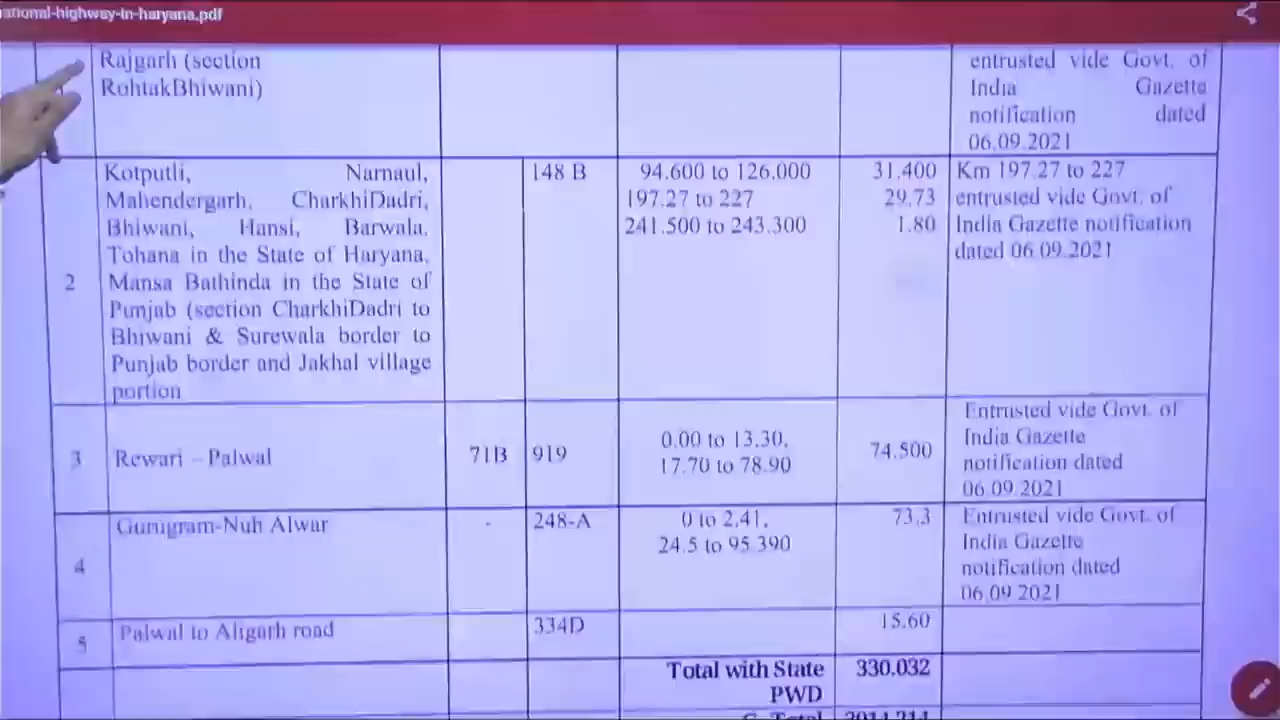 national-highway-in-haryana.pdf
Rajgarh (section
RohtakBhiwani)
entrusted vide Govt. of
India Gazette
notification dated
06.09.2021
2
Kotputli, Narnaul,
Mahendergarh, CharkhiDadri,
Bhiwani, Hansi, Barwala,
Tohana in the State of Haryana,
Mansa Bathinda in the State of
Punjab (section CharkhiDadri to
Bhiwani & Surewala border to
Punjab border and Jakhal village
portion
148 B
94.600 to 126.000
197.27 to 227
241.500 to 243.300
31.400
29.73
1.80
Km 197.27 to 227
entrusted vide Govt. of
India Gazette notification
dated 06.09.2021
3
Rewari – Palwal
71B
919
0.00 to 13.30,
17.70 to 78.90
74.500
Entrusted vide Govt. of
India Gazette
notification dated
06.09.2021
4
Gurugram-Nuh Alwar
-
248-A
0 to 2.41,
24.5 to 95.390
73.3
Entrusted vide Govt. of
India Gazette
notification dated
06.09.2021
5
Palwal to Aligarh road
334D
15.60
Total with State
PWD
330.032
G. Total